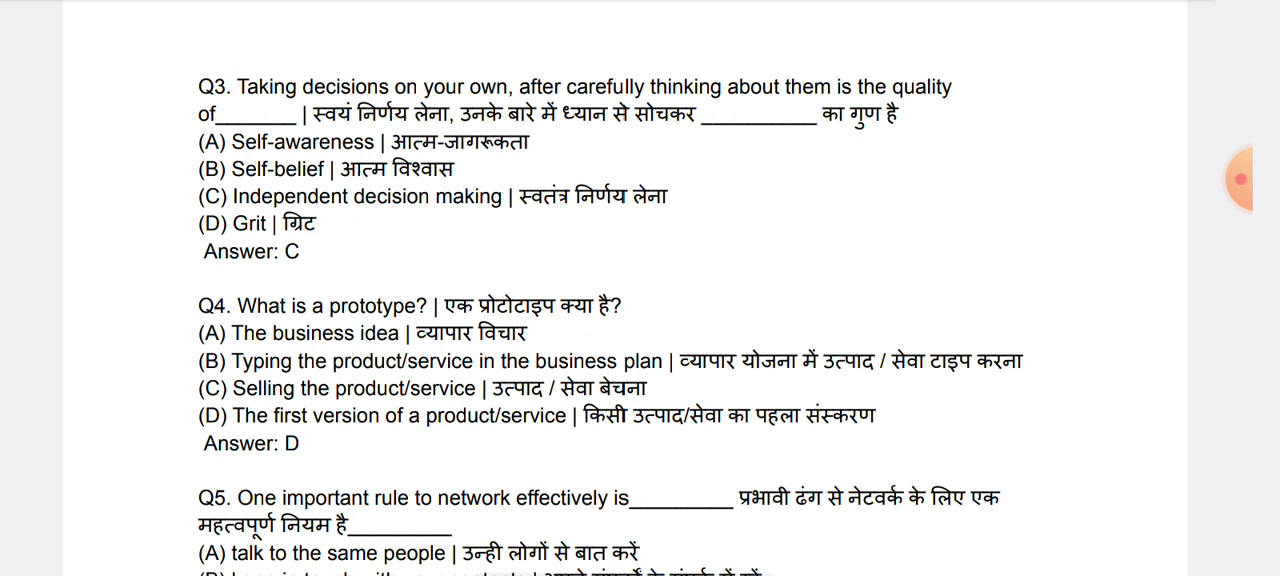 Q3. Taking decisions on your own, after carefully thinking about them is the quality
of_______ | स्वयं निर्णय लेना, उनके बारे में ध्यान से सोचकर __________ का गुण है
(A) Self-awareness | आत्म-जागरूकता
(B) Self-belief | आत्म विश्वास
(C) Independent decision making | स्वतंत्र निर्णय लेना
(D) Grit | ग्रिट
Answer: C
Q4. What is a prototype? | एक प्रोटोटाइप क्या है?
(A) The business idea | व्यापार विचार
(B) Typing the product/service in the business plan | व्यापार योजना में उत्पाद / सेवा टाइप करना
(C) Selling the product/service | उत्पाद / सेवा बेचना
(D) The first version of a product/service | किसी उत्पाद/सेवा का पहला संस्करण
Answer: D
Q5. One important rule to network effectively is_________ प्रभावी ढंग से नेटवर्क के लिए एक
महत्वपूर्ण नियम है_________
(A) talk to the same people | उन्ही लोगों से बात करें